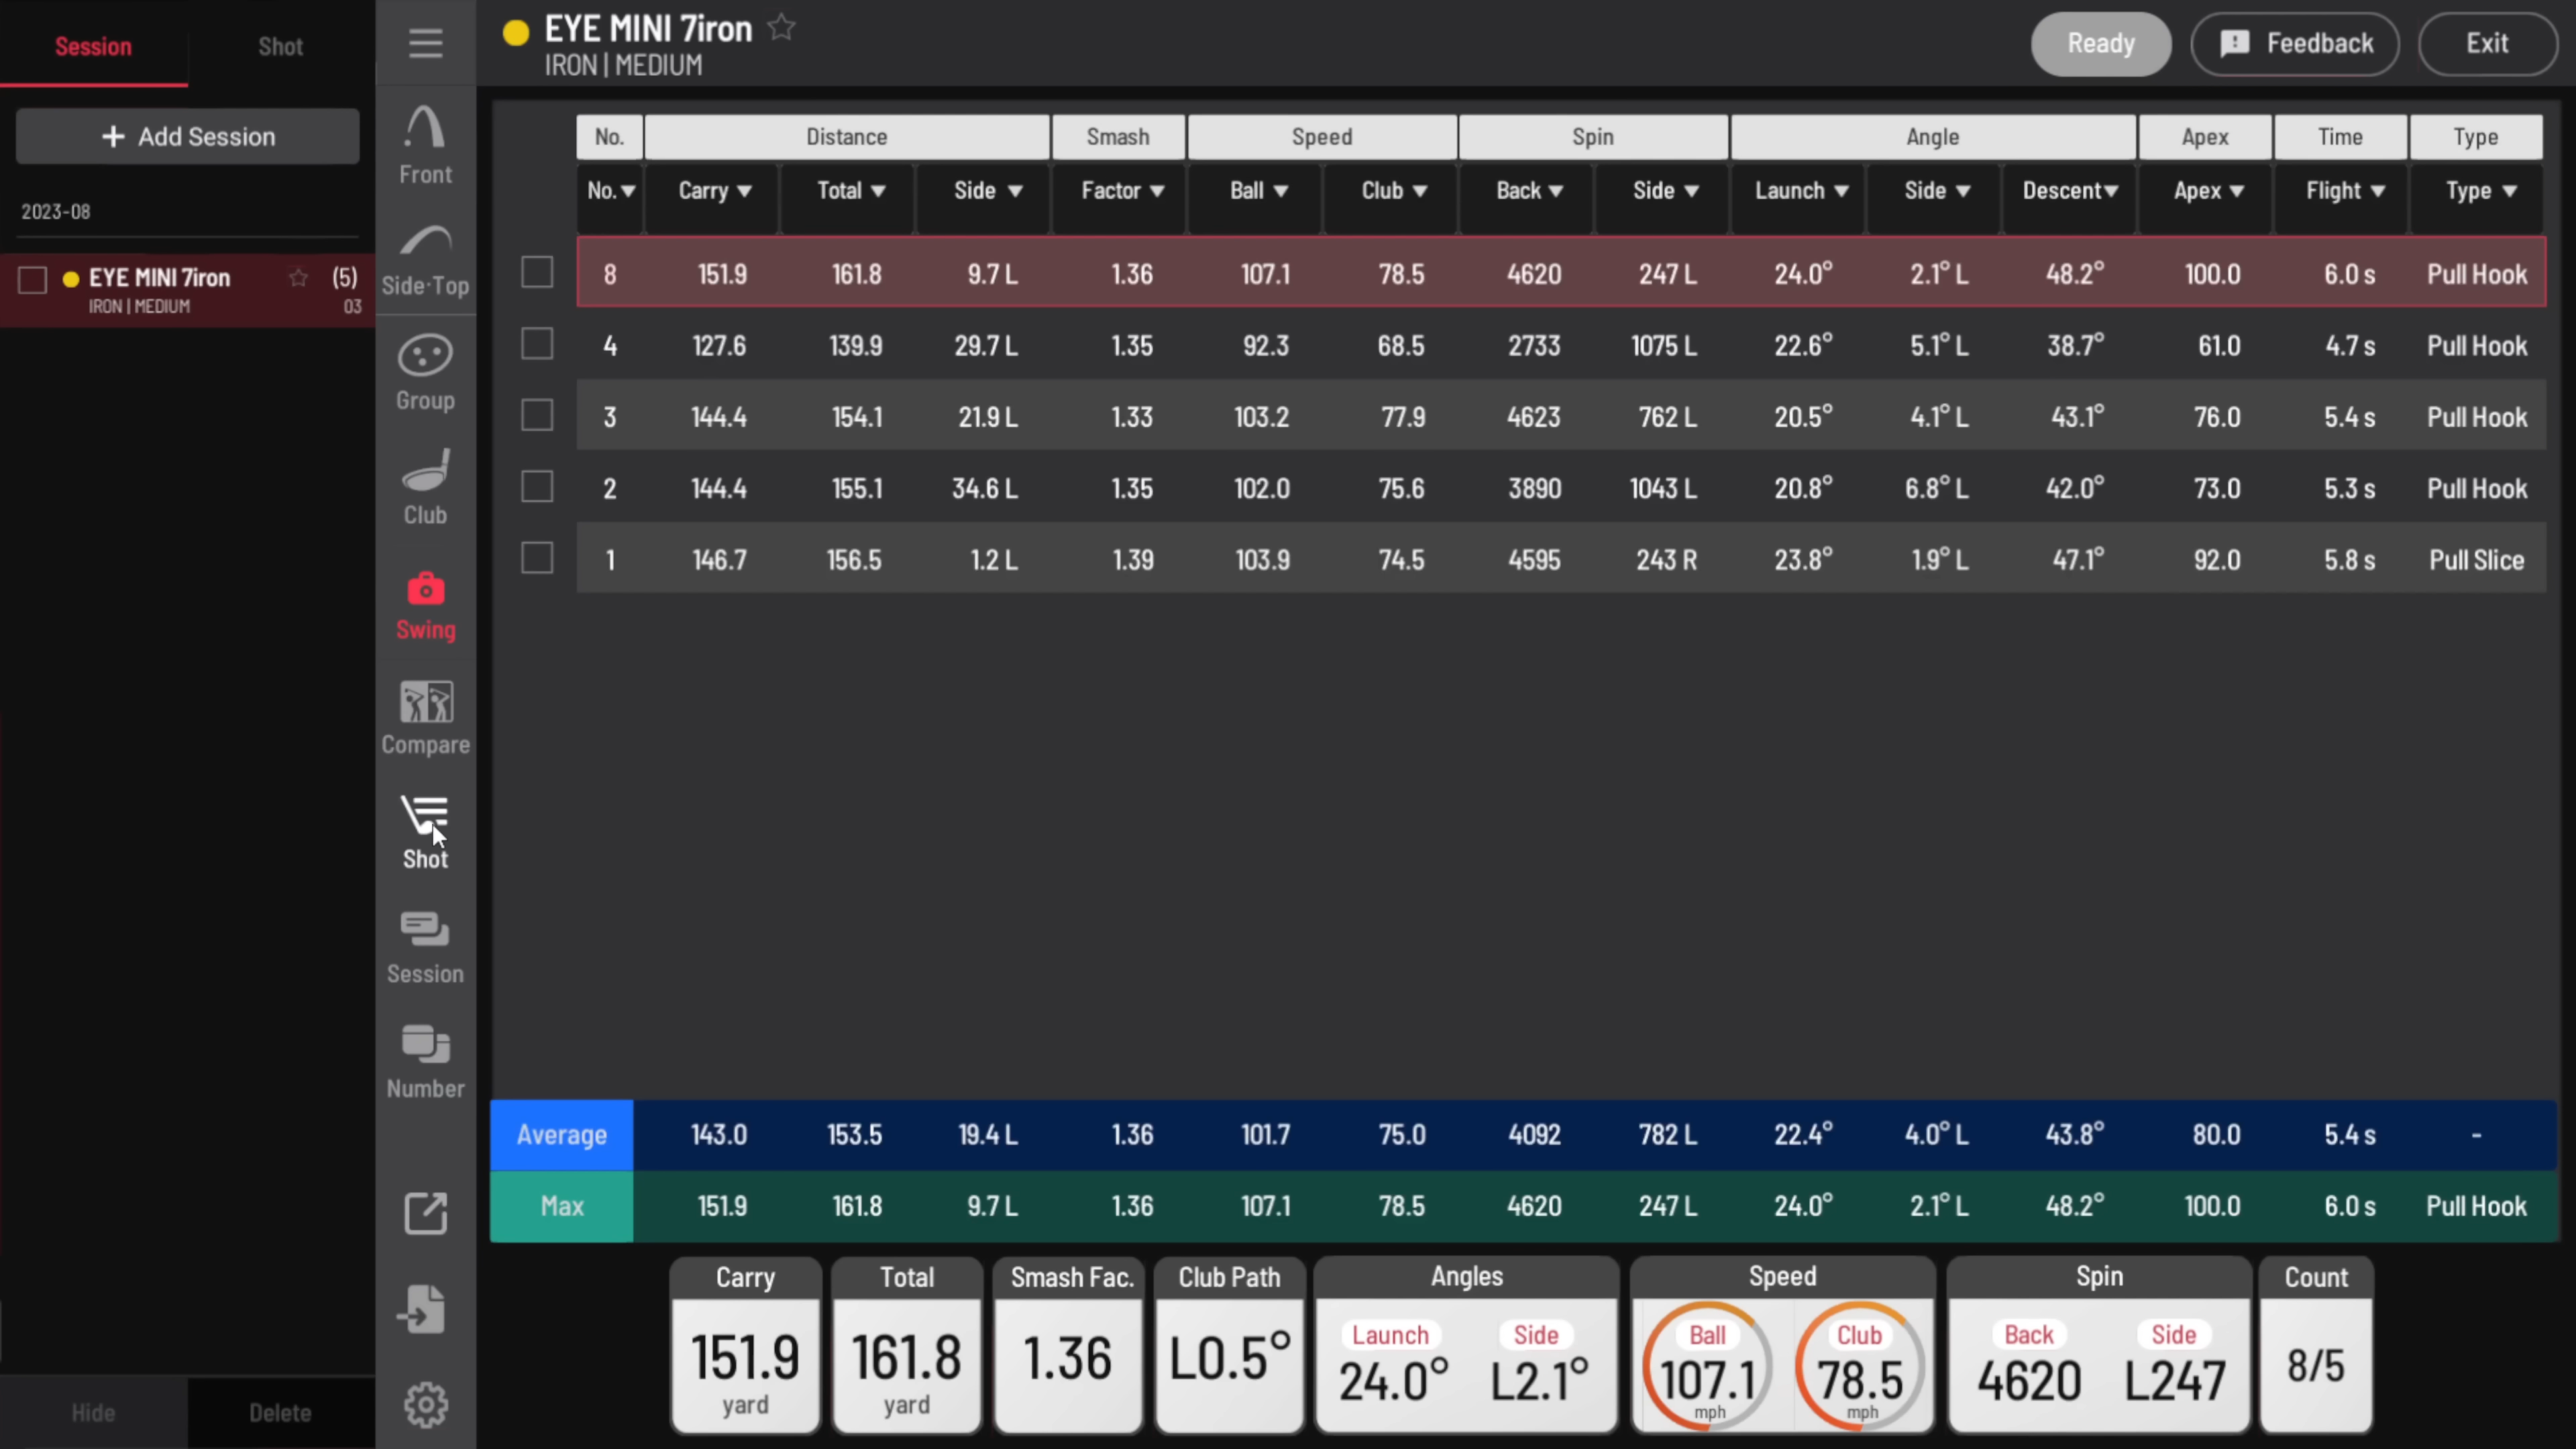 Session Shot
+ Add Session
2023-08
EYE MINI 7iron (5)
IRON | MEDIUM 03
Hide Delete
Front
Side·Top
Group
Club
Swing
Compare
Shot
Session
Number
EYE MINI 7iron
IRON | MEDIUM
Ready Feedback Exit
No. Distance Smash Speed Spin Angle Apex Time Type
No. Carry Total Side Factor Ball Club Back Side Launch Side Descent Apex Flight Type
8 151.9 161.8 9.7 L 1.36 107.1 78.5 4620 247 L 24.0° 2.1° L 48.2° 100.0 6.0 s Pull Hook
4 127.6 139.9 29.7 L 1.35 92.3 68.5 2733 1075 L 22.6° 5.1° L 38.7° 61.0 4.7 s Pull Hook
3 144.4 154.1 21.9 L 1.33 103.2 77.9 4623 762 L 20.5° 4.1° L 43.1° 76.0 5.4 s Pull Hook
2 144.4 155.1 34.6 L 1.35 102.0 75.6 3890 1043 L 20.8° 6.8° L 42.0° 73.0 5.3 s Pull Hook
1 146.7 156.5 1.2 L 1.39 103.9 74.5 4595 243 R 23.8° 1.9° L 47.1° 92.0 5.8 s Pull Slice
Average 143.0 153.5 19.4 L 1.36 101.7 75.0 4092 782 L 22.4° 4.0° L 43.8° 80.0 5.4 s -
Max 151.9 161.8 9.7 L 1.36 107.1 78.5 4620 247 L 24.0° 2.1° L 48.2° 100.0 6.0 s Pull Hook
Carry Total Smash Fac. Club Path Angles Speed Spin Count
Launch Side Ball Club Back Side
151.9 161.8 1.36 L0.5° 24.0° L2.1° 107.1 78.5 4620 L247 8/5
yard yard mph mph